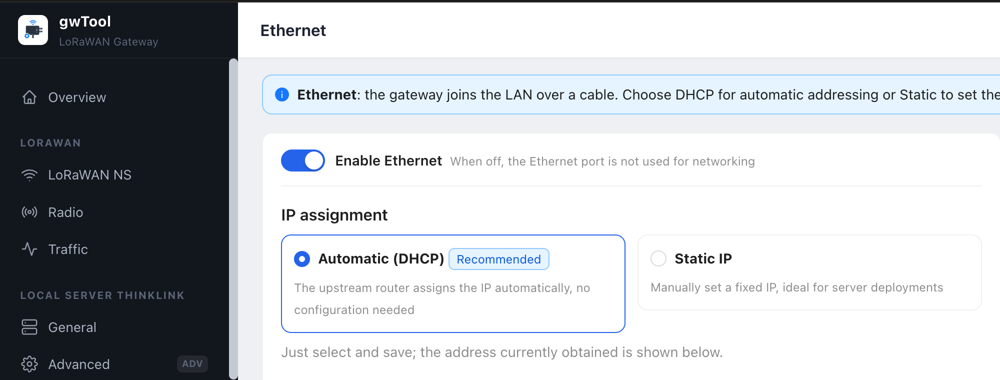 gwTool
LoRaWAN Gateway
Overview
LORAWAN
LoRaWAN NS
Radio
Traffic
LOCAL SERVER THINKLINK
General
Advanced ADV
Ethernet
Ethernet: the gateway joins the LAN over a cable. Choose DHCP for automatic addressing or Static to set the
Enable Ethernet When off, the Ethernet port is not used for networking
IP assignment
Automatic (DHCP) Recommended
The upstream router assigns the IP automatically, no
configuration needed
Static IP
Manually set a fixed IP, ideal for server deployments
Just select and save; the address currently obtained is shown below.